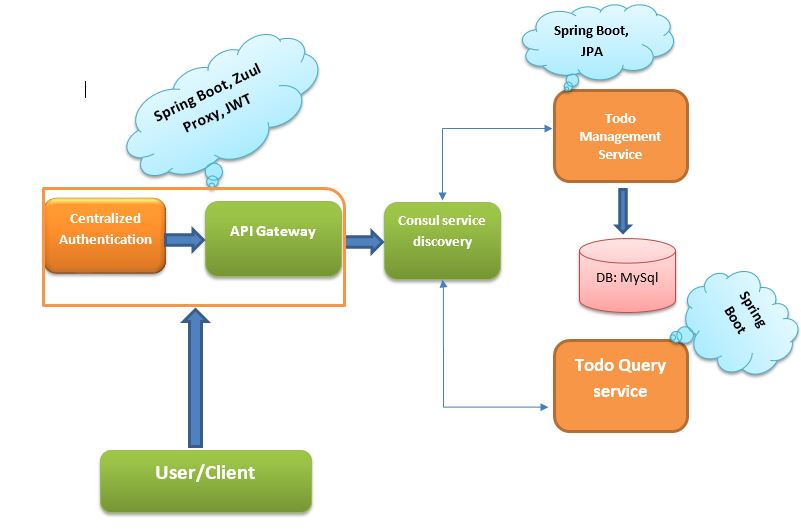 Spring Boot,
JPA
Spring Boot, Zuul
Proxy, JWT
Todo
Management
Service
Centralized
Authentication
API Gateway
Consul service
discovery
DB: MySql
Spring
Boot
Todo Query
service
User/Client